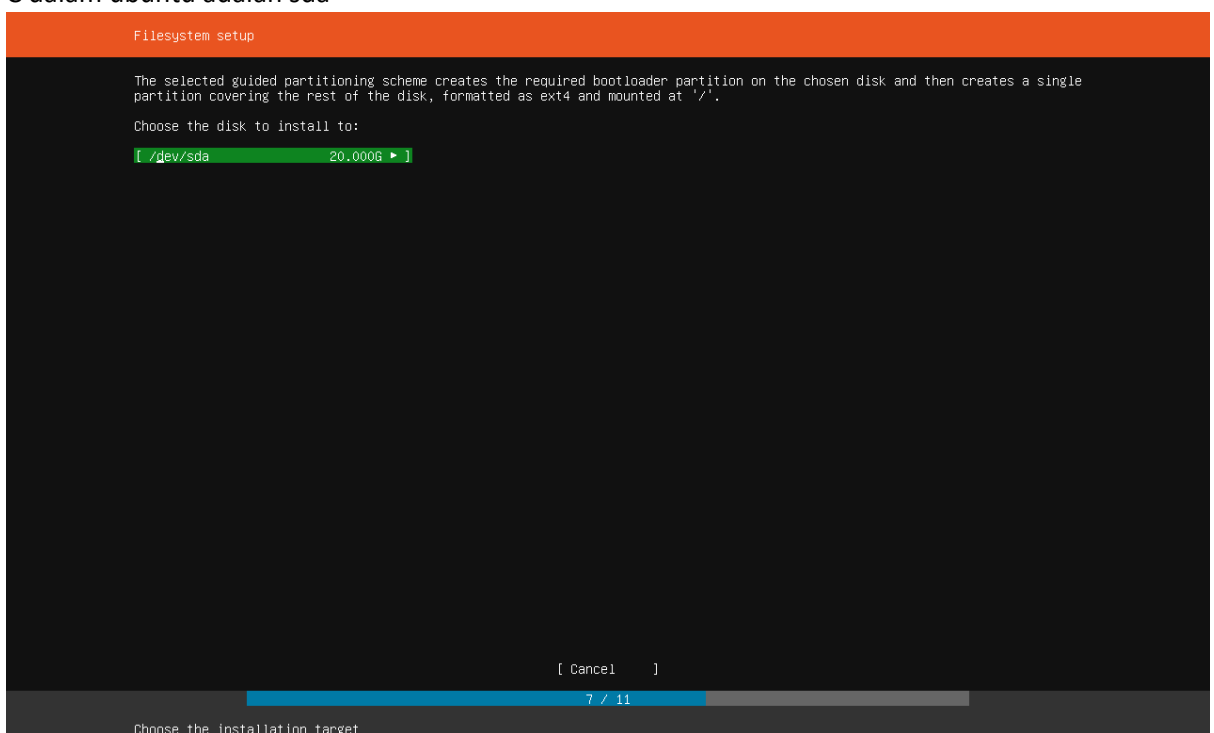 C dalam ubuntu adalah sda
Filesystem setup
The selected guided partitioning scheme creates the required bootloader partition on the chosen disk and then creates a single
partition covering the rest of the disk, formatted as ext4 and mounted at '/'.
Choose the disk to install to:
[ /dev/sda 20.000G ► ]
[ Cancel ]
7 / 11
Choose the installation target